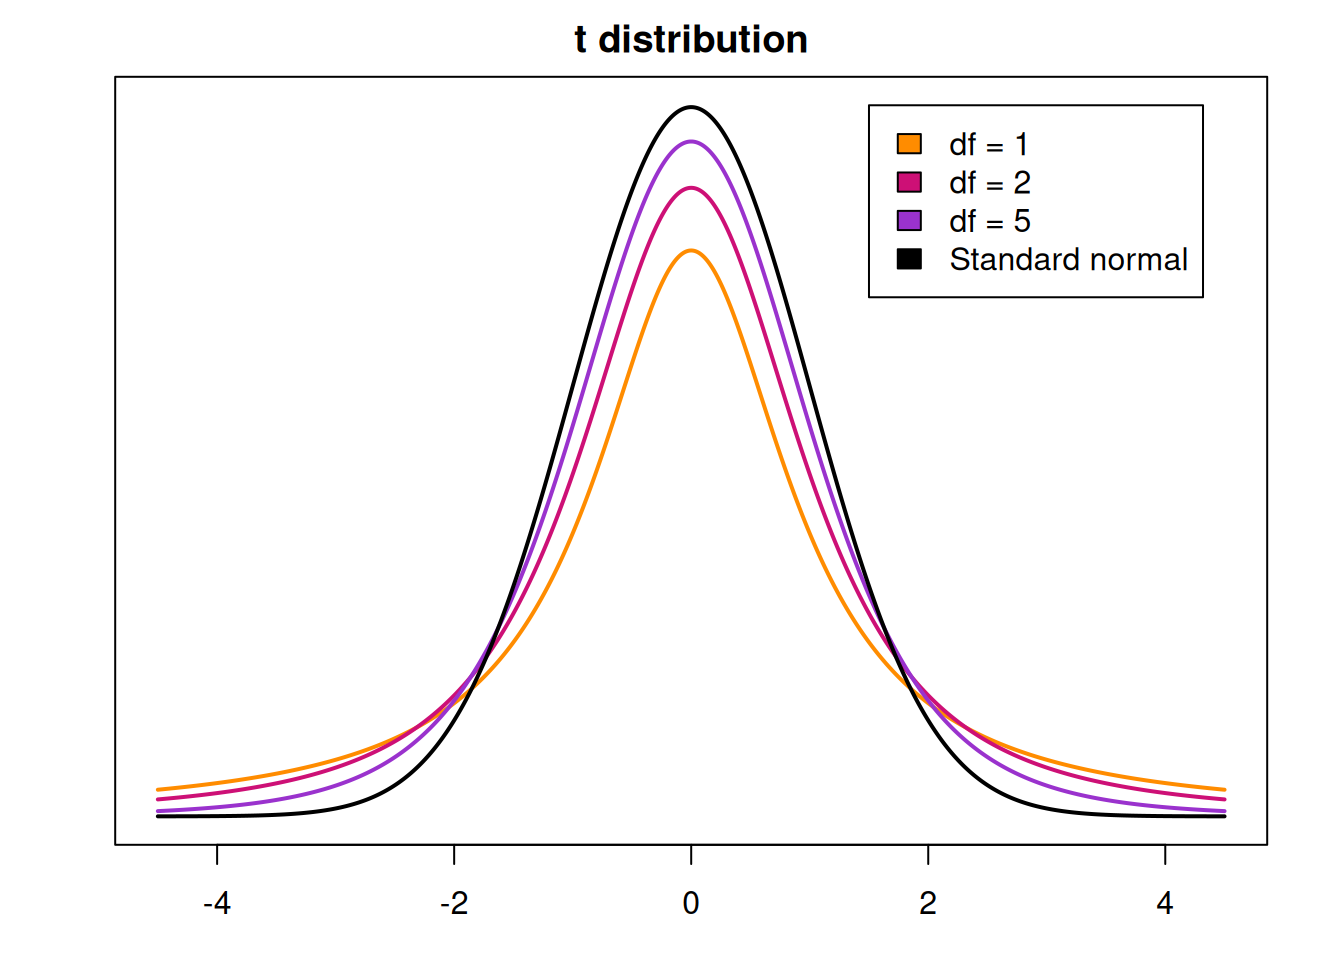 t distribution
df = 1
df = 2
df = 5
Standard normal
-4 -2 0 2 4